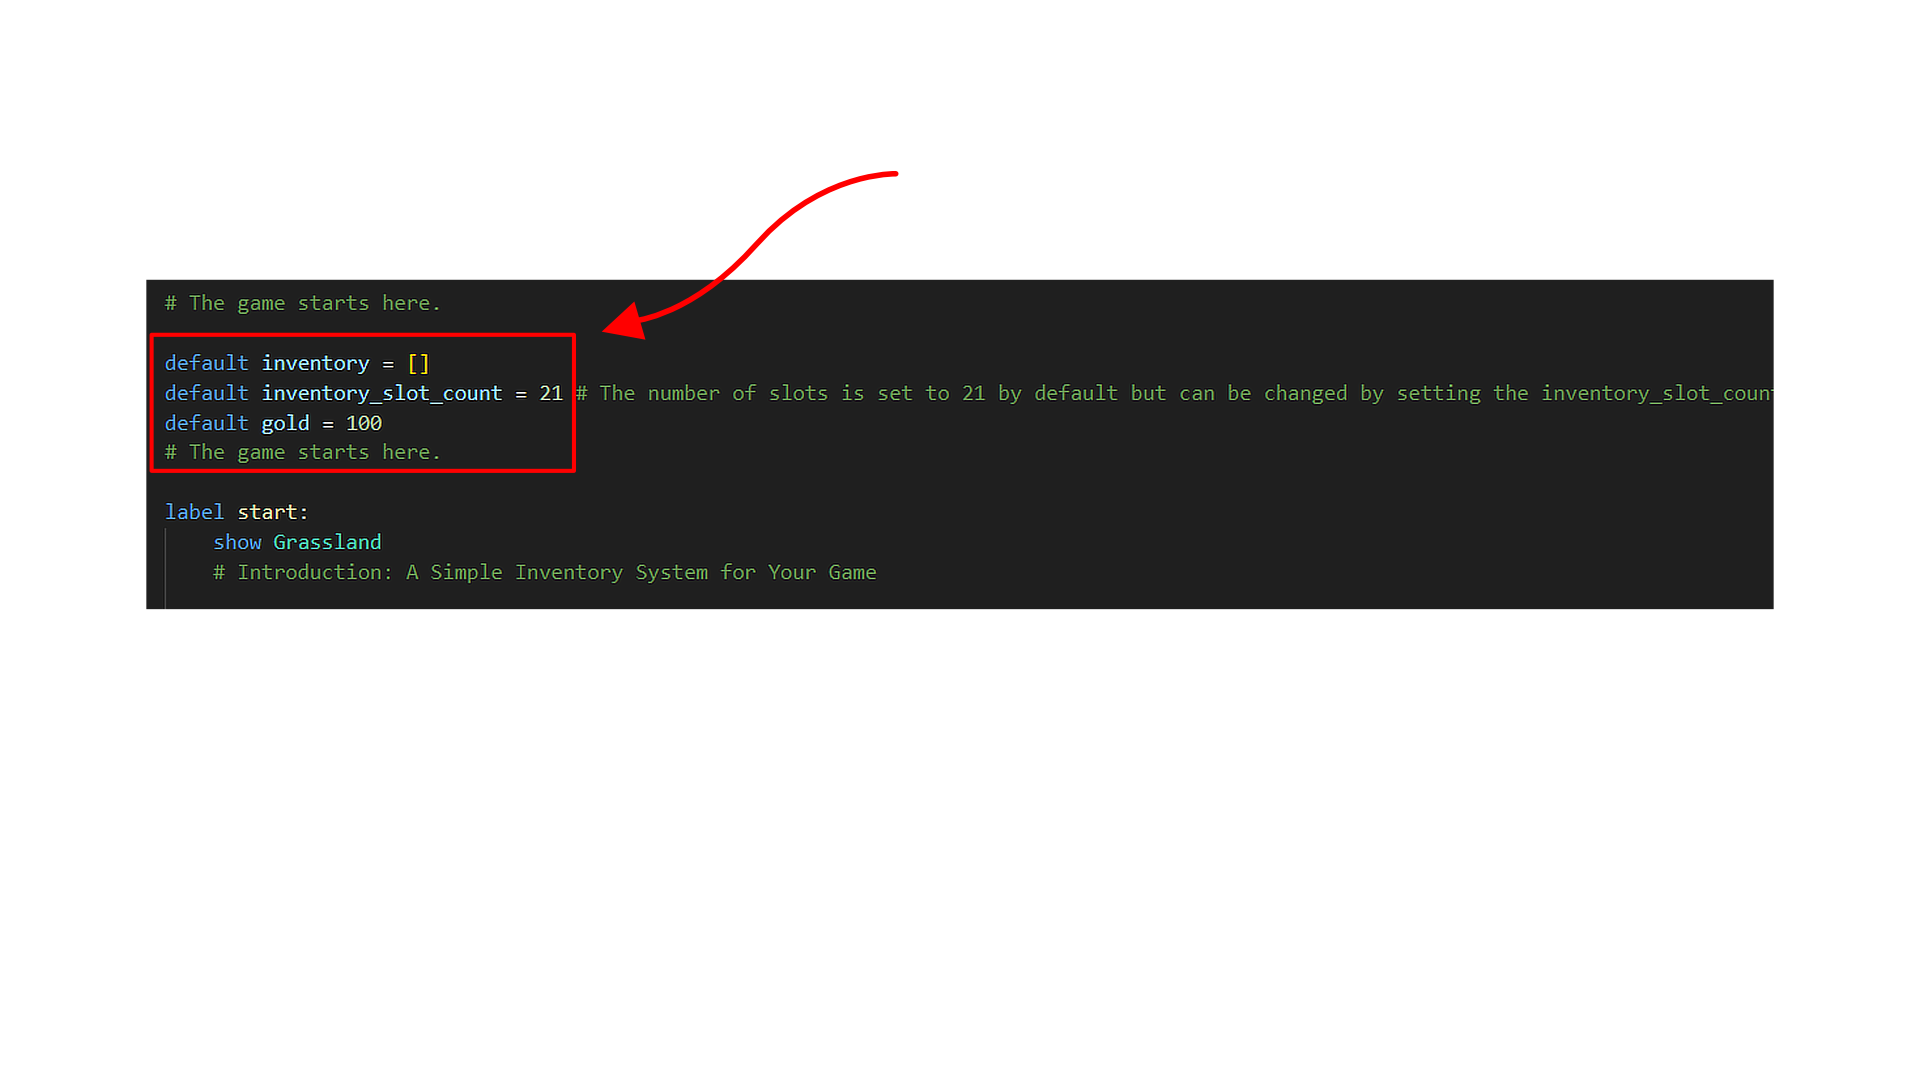 # The game starts here.
default inventory = []
default inventory_slot_count = 21 # The number of slots is set to 21 by default but can be changed by setting the inventory_slot_count
default gold = 100
# The game starts here.
label start:
show Grassland
# Introduction: A Simple Inventory System for Your Game